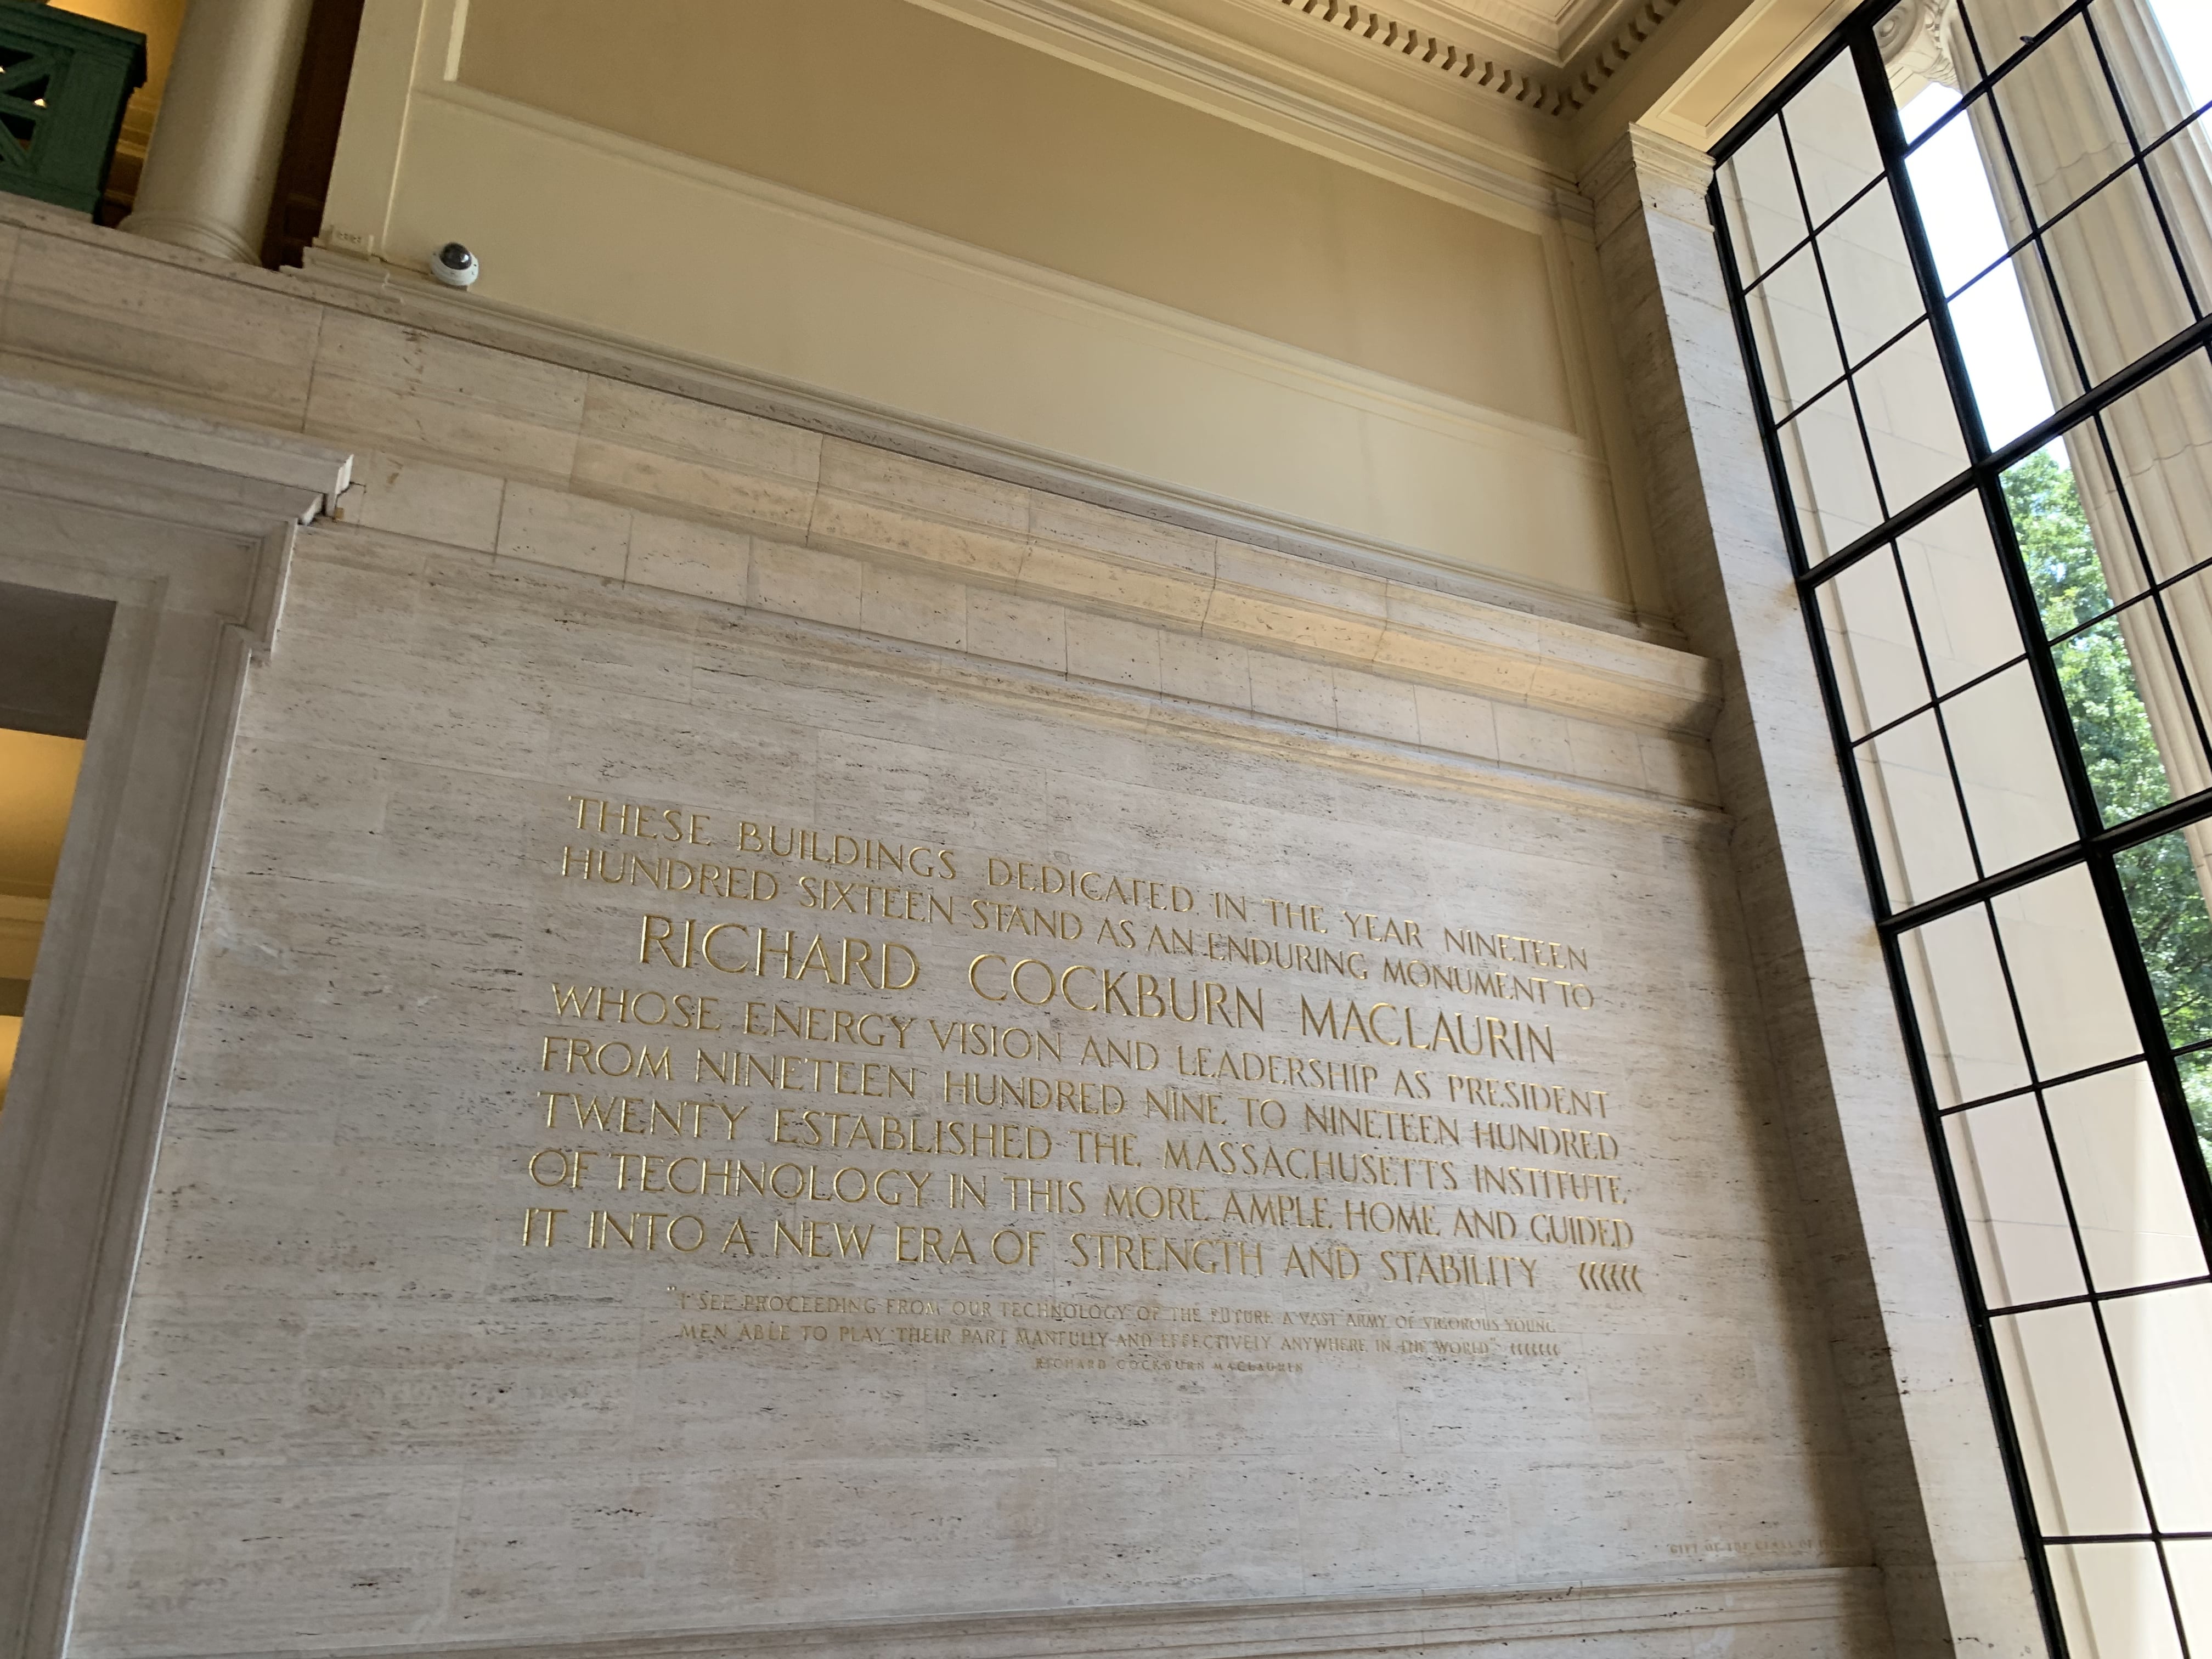 THESE BUILDINGS DEDICATED IN THE YEAR NINETEEN
HUNDRED SIXTEEN STAND AS AN ENDURING MONUMENT TO
RICHARD COCKBURN MACLAURIN
WHOSE ENERGY VISION AND LEADERSHIP AS PRESIDENT
FROM NINETEEN HUNDRED NINE TO NINETEEN HUNDRED
TWENTY ESTABLISHED THE MASSACHUSETTS INSTITUTE
OF TECHNOLOGY IN THIS MORE AMPLE HOME AND GUIDED
IT INTO A NEW ERA OF STRENGTH AND STABILITY
"I SEE PROCEEDING FROM OUR TECHNOLOGY OF THE FUTURE A VAST ARMY OF VIGOROUS YOUNG
MEN ABLE TO PLAY THEIR PART MANFULLY AND EFFECTIVELY ANYWHERE IN THE WORLD"
RICHARD COCKBURN MACLAURIN
GIFT OF THE CLASS OF